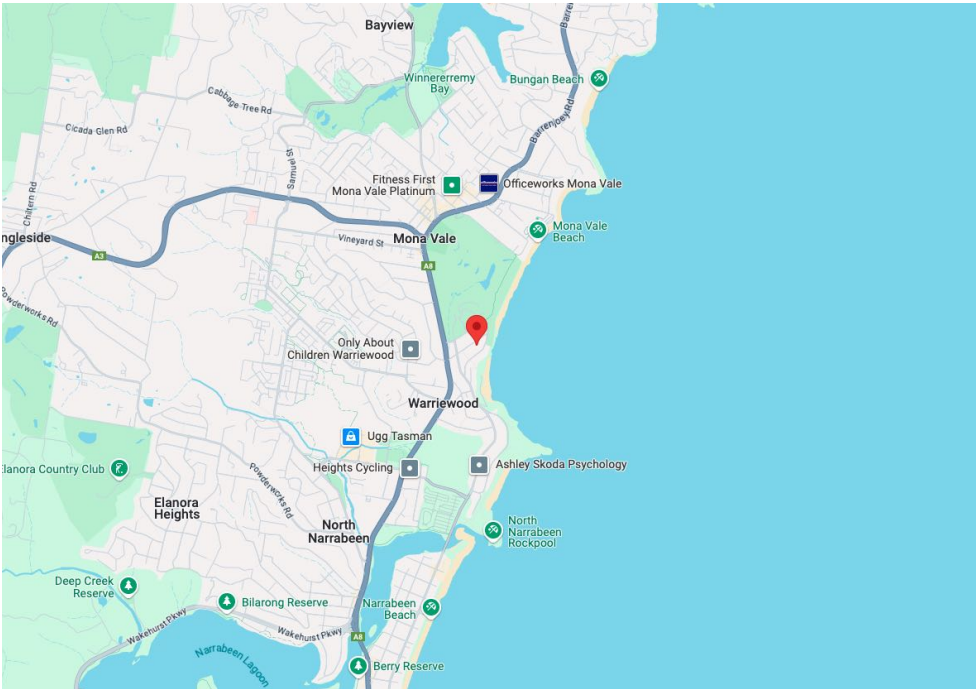 Bayview
Winnererremy
Bay
Bungan Beach
Barrenjoey Rd
Cabbage Tree Rd
Cicada Glen Rd
Samuel St
Barrenjoey Rd
Chiltern Rd
Fitness First
Mona Vale Platinum
Officeworks Mona Vale
Mona Vale
Beach
ngleside
Vineyard St
Mona Vale
A3
A8
Powderworks Rd
Only About
Children Warriewood
Warriewood
Ugg Tasman
Heights Cycling
Ashley Skoda Psychology
lanora Country Club
Powderworks Rd
Elanora
Heights
North
Narrabeen
North
Narrabeen
Rockpool
Deep Creek
Reserve
Bilarong Reserve
Narrabeen
Beach
Wakehurst Pkwy
Wakehurst Pkwy
A8
Narrabeen Lagoon
Berry Reserve